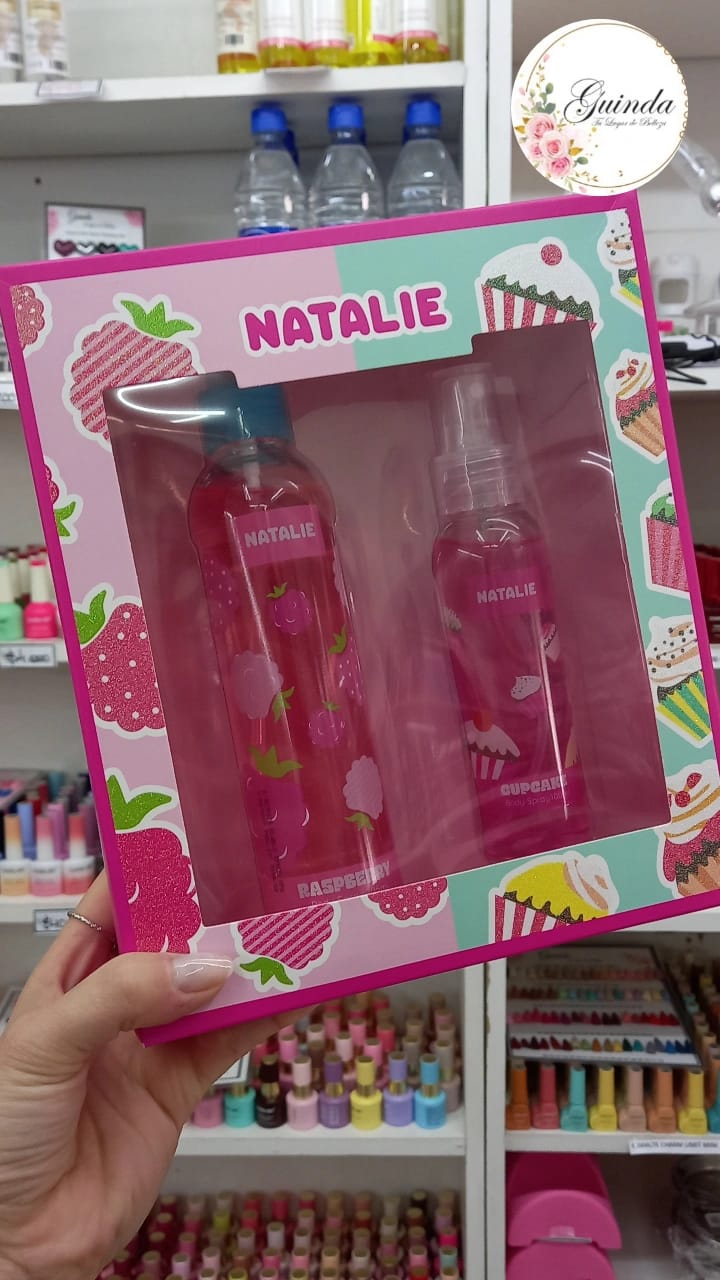 Guinda
Tu Lugar de Belleza
NATALIE
NATALIE
NATALIE
CUPCAKE
Body Spray
RASPBERRY